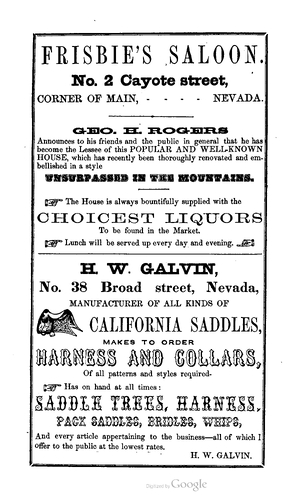 FRISBIE'S SALOON.
No. 2 Cayote street,
CORNER OF MAIN, - - - - NEVADA.
GEO. H. ROGERS
Announces to his friends and the public in general that he has
become the Lessee of this POPULAR AND WELL-KNOWN
HOUSE, which has recently been thoroughly renovated and em-
bellished in a style
UNSURPASSED IN THE MOUNTAINS.
The House is always bountifully supplied with the
CHOICEST LIQUORS
To be found in the Market.
Lunch will be served up every day and evening.
H. W. GALVIN,
No. 38 Broad street, Nevada,
MANUFACTURER OF ALL KINDS OF
CALIFORNIA SADDLES,
MAKES TO ORDER
HARNESS AND COLLARS,
Of all patterns and styles required.
Has on hand at all times:
SADDLE TREES, HARNESS,
PACK SADDLES, BRIDLES, WHIPS,
And every article appertaining to the business—all of which I
offer to the public at the lowest rates.
H. W. GALVIN.
Digitized by Google